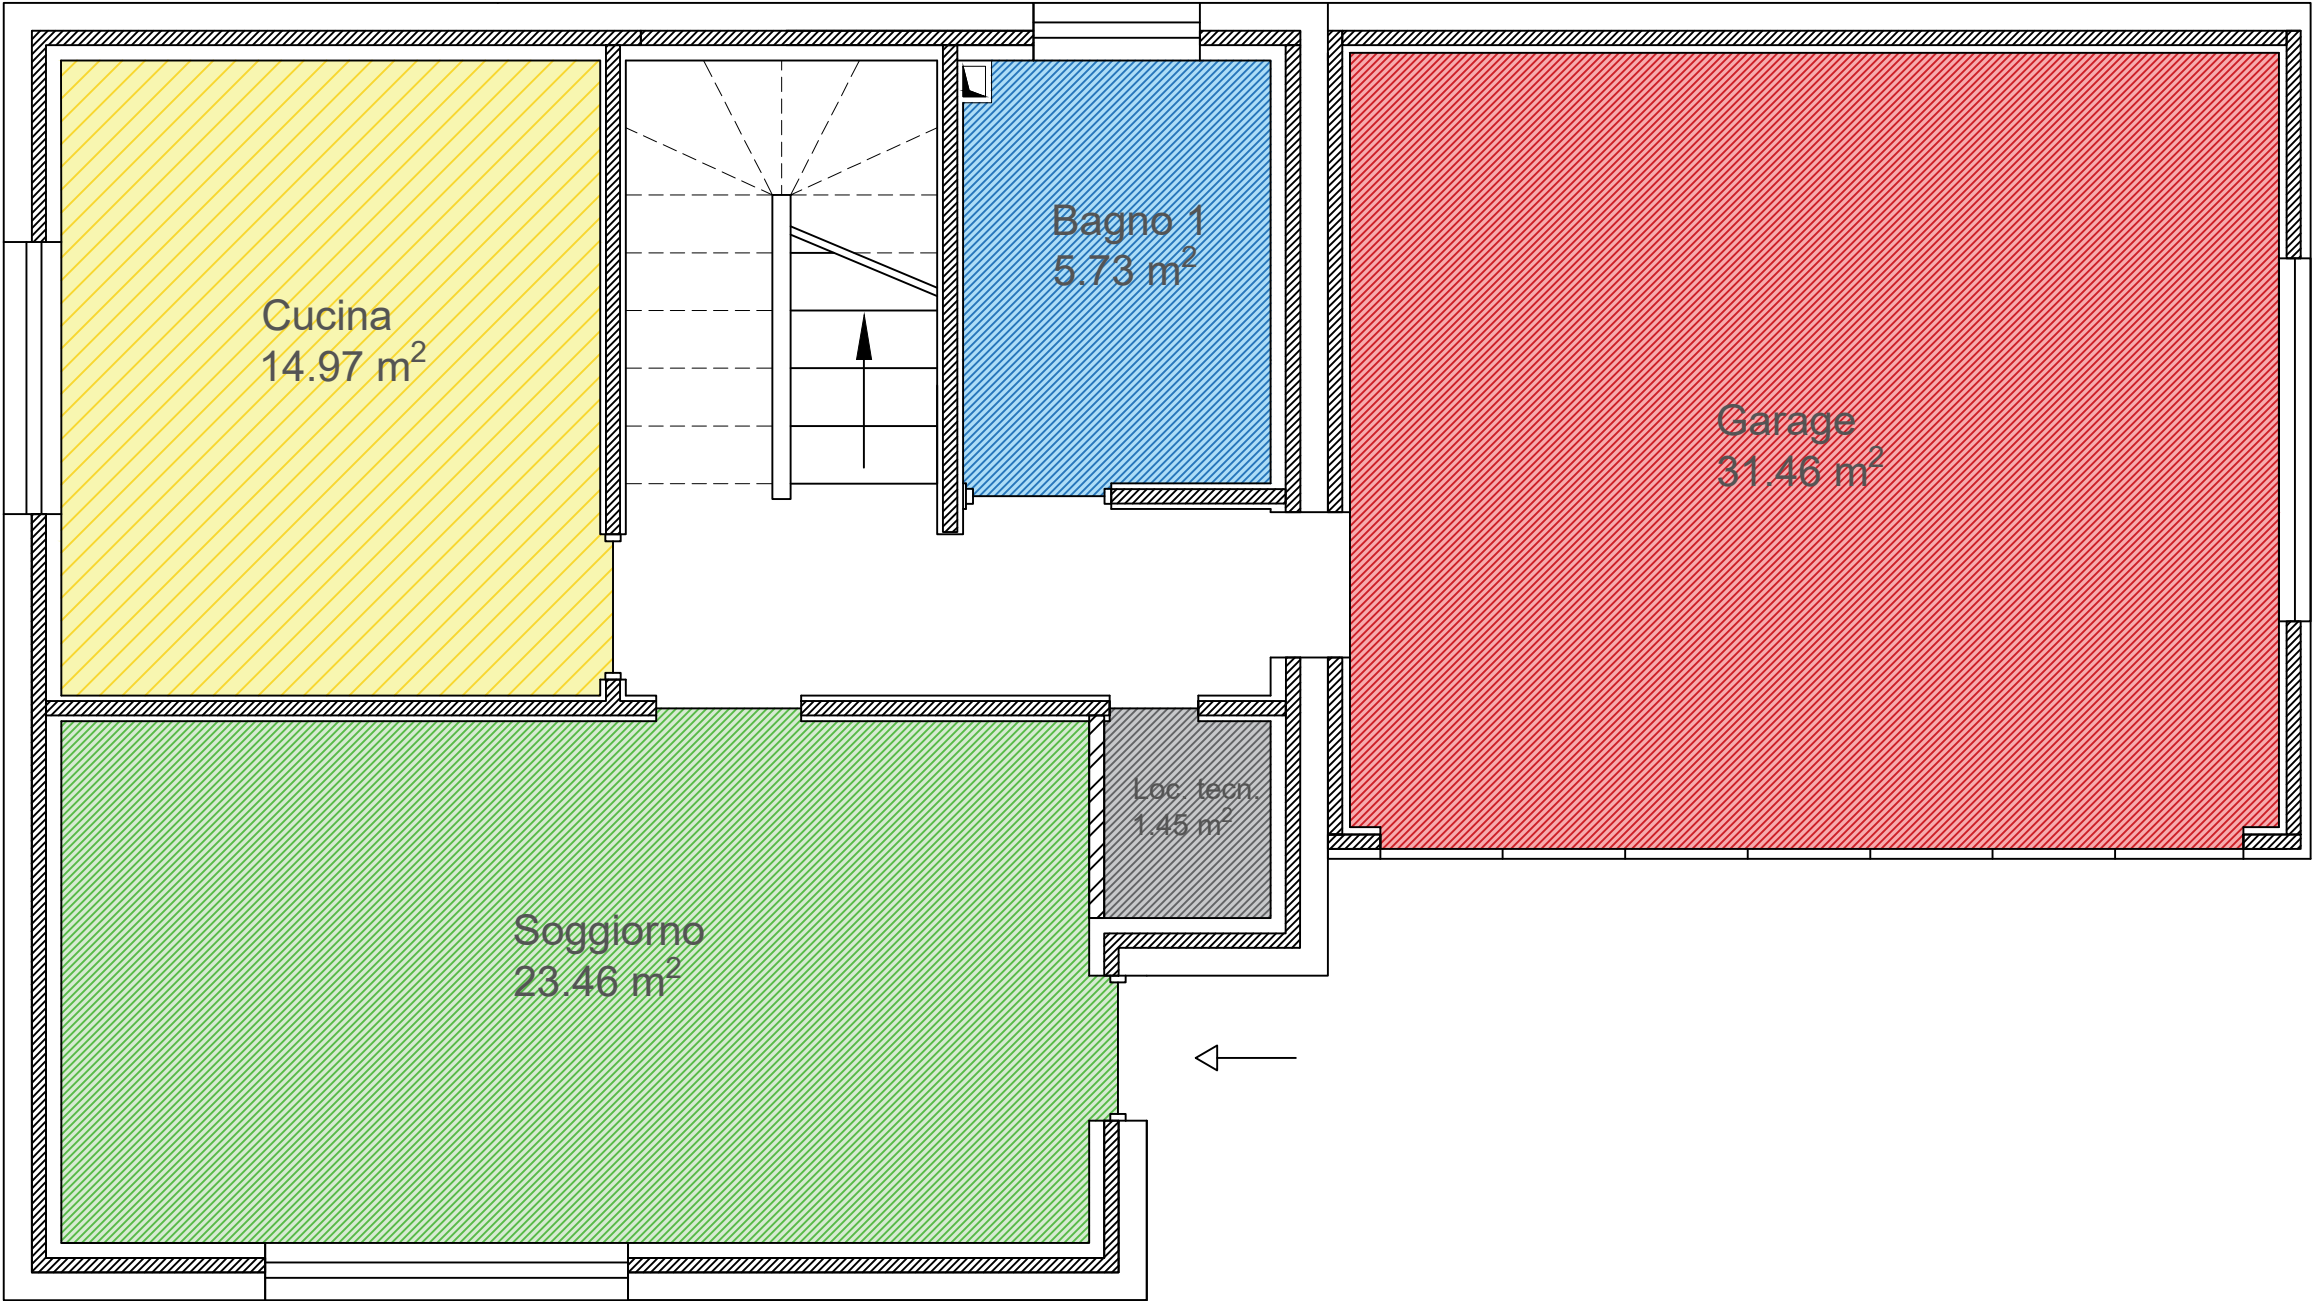 Cucina
14.97 m²
Bagno 1
5.73 m²
Garage
31.46 m²
Loc. tecn.
1.45 m²
Soggiorno
23.46 m²